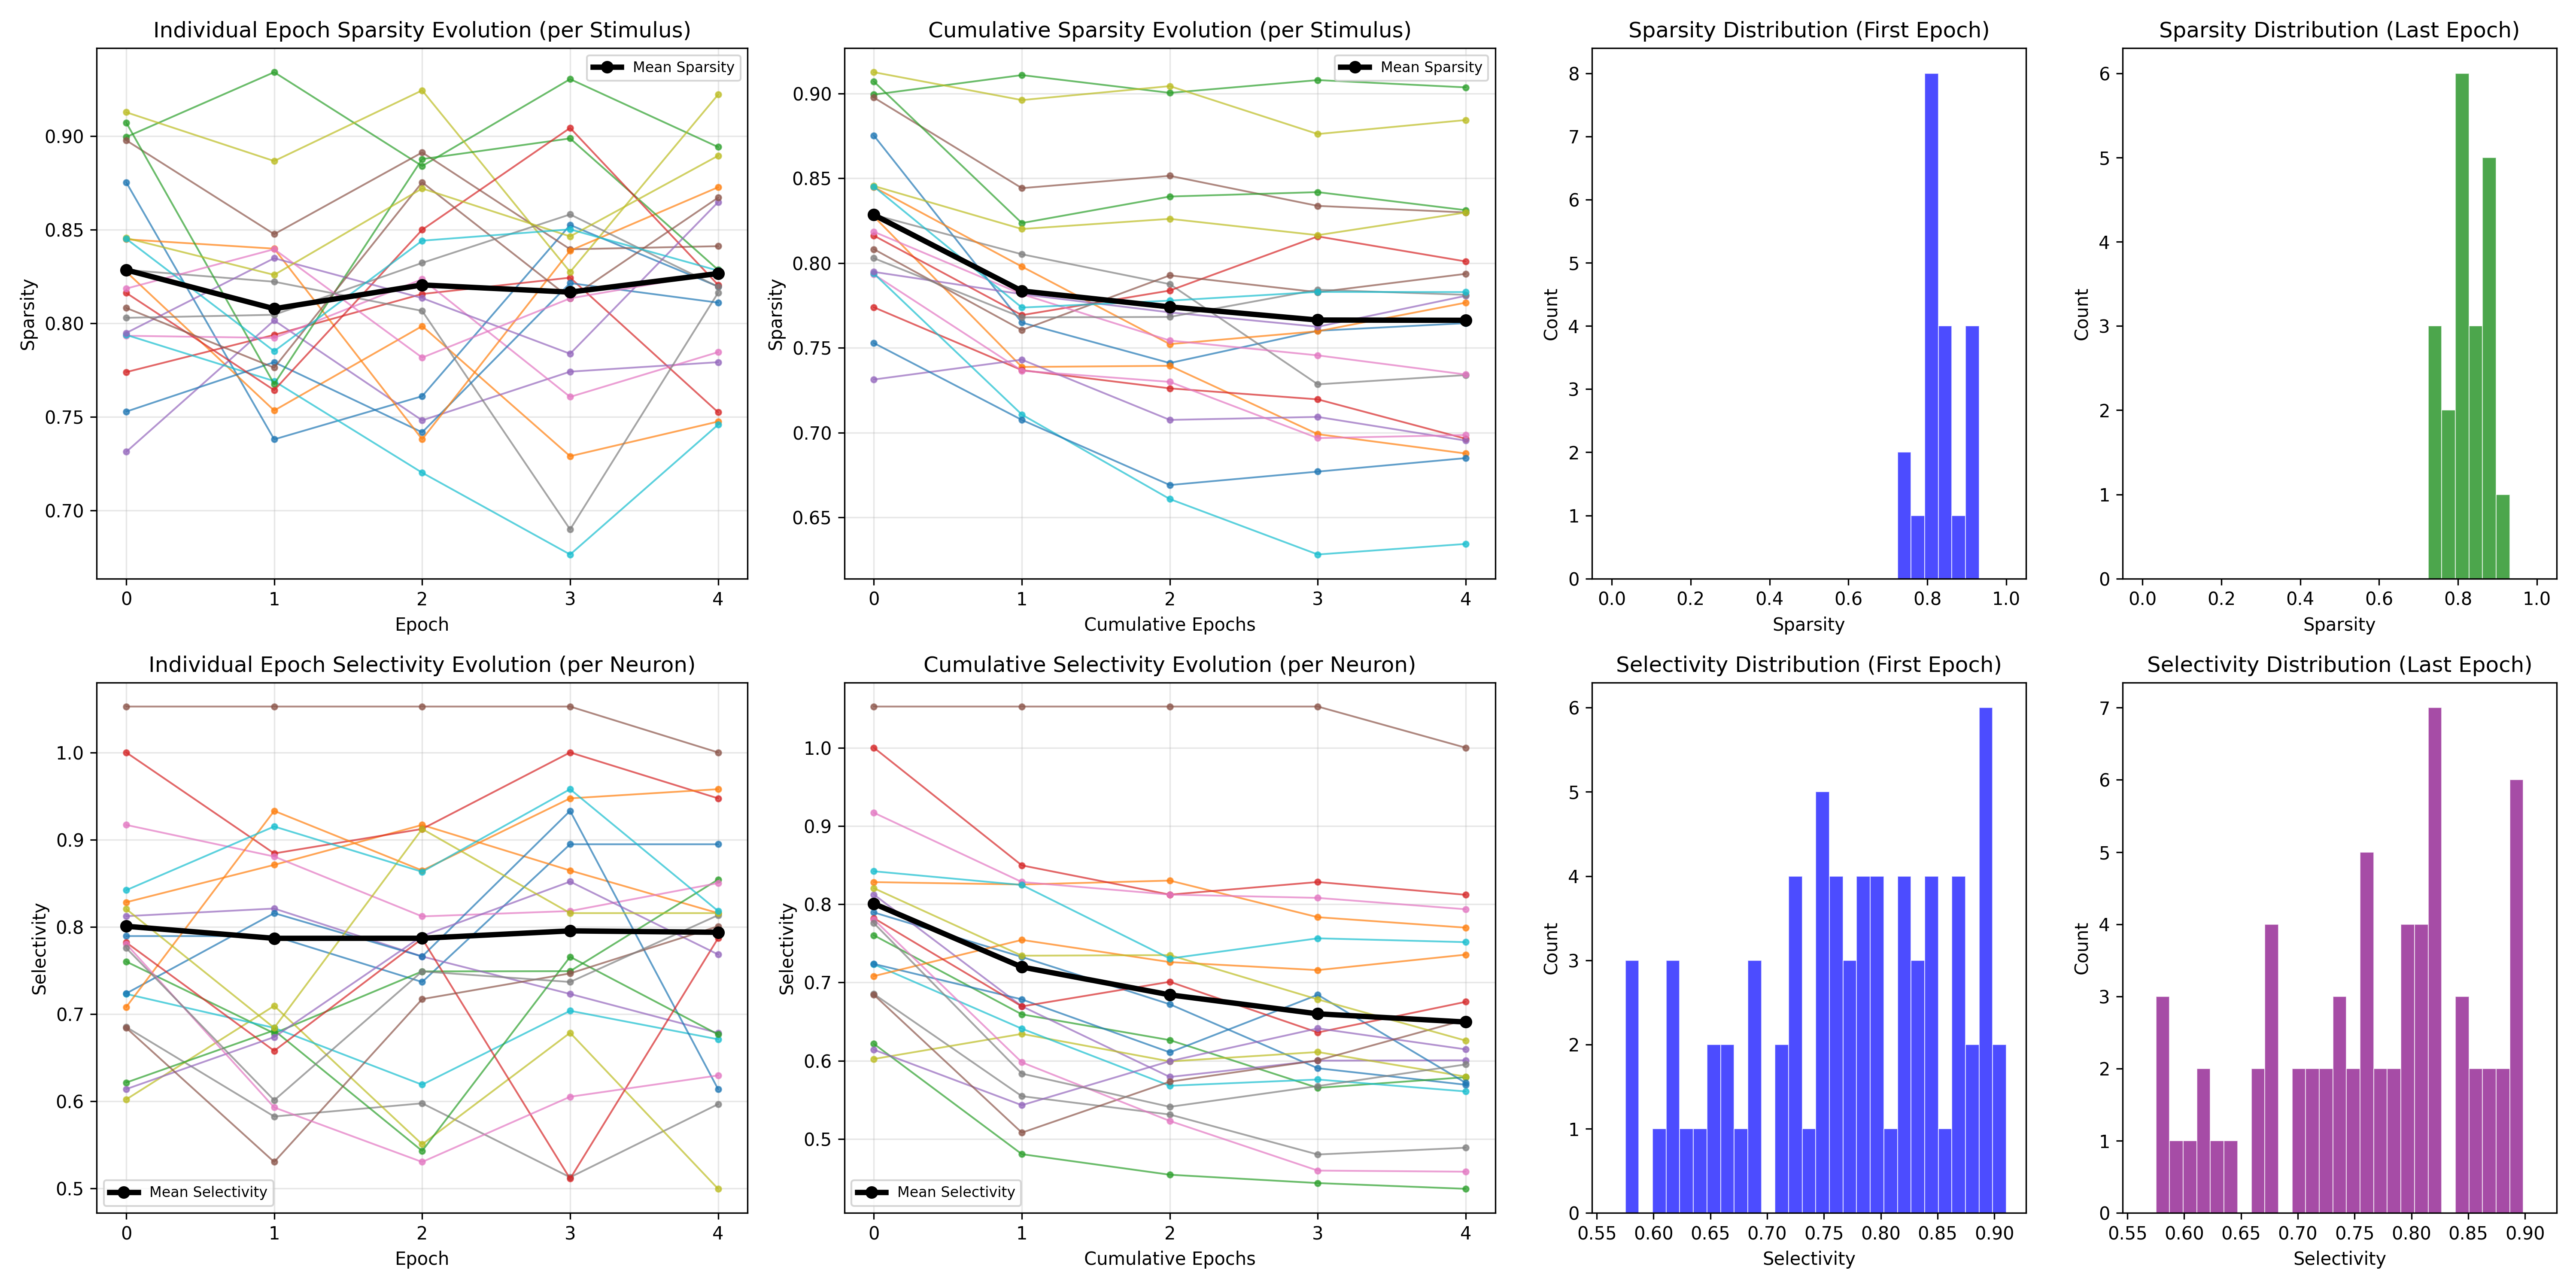 Individual Epoch Sparsity Evolution (per Stimulus)
Mean Sparsity
Sparsity
0.90
0.85
0.80
0.75
0.70
0 1 2 3 4
Epoch
Cumulative Sparsity Evolution (per Stimulus)
Mean Sparsity
Sparsity
0.90
0.85
0.80
0.75
0.70
0.65
0 1 2 3 4
Cumulative Epochs
Sparsity Distribution (First Epoch)
Count
8
7
6
5
4
3
2
1
0
0.0 0.2 0.4 0.6 0.8 1.0
Sparsity
Sparsity Distribution (Last Epoch)
Count
6
5
4
3
2
1
0
0.0 0.2 0.4 0.6 0.8 1.0
Sparsity
Individual Epoch Selectivity Evolution (per Neuron)
Selectivity
1.0
0.9
0.8
0.7
0.6
0.5
Mean Selectivity
0 1 2 3 4
Epoch
Cumulative Selectivity Evolution (per Neuron)
Selectivity
1.0
0.9
0.8
0.7
0.6
0.5
Mean Selectivity
0 1 2 3 4
Cumulative Epochs
Selectivity Distribution (First Epoch)
Count
6
5
4
3
2
1
0
0.55 0.60 0.65 0.70 0.75 0.80 0.85 0.90
Selectivity
Selectivity Distribution (Last Epoch)
Count
7
6
5
4
3
2
1
0
0.55 0.60 0.65 0.70 0.75 0.80 0.85 0.90
Selectivity